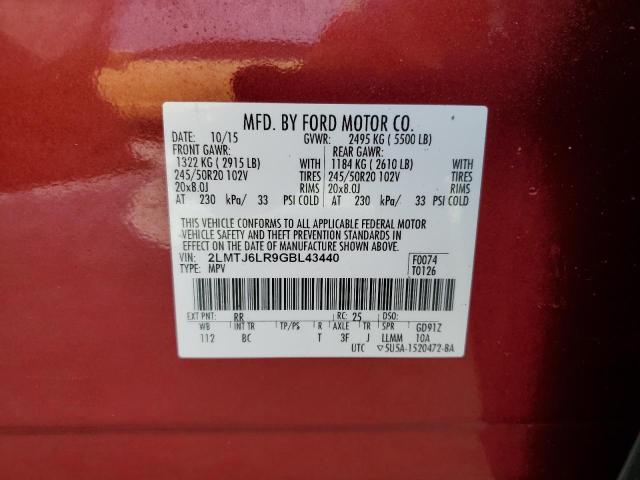 MFD. BY FORD MOTOR CO.
DATE: 10/15 GVWR: 2495 KG ( 5500 LB)
FRONT GAWR: REAR GAWR:
1322 KG ( 2915 LB) WITH 1184 KG ( 2610 LB) WITH
245/50R20 102V TIRES 245/50R20 102V TIRES
20x8.0J RIMS 20x8.0J RIMS
AT 230 kPa/ 33 PSI COLD AT 230 kPa/ 33 PSI COLD
THIS VEHICLE CONFORMS TO ALL APPLICABLE FEDERAL MOTOR
VEHICLE SAFETY AND THEFT PREVENTION STANDARDS IN
EFFECT ON THE DATE OF MANUFACTURE SHOWN ABOVE.
VIN: 2LMTJ6LR9GBL43440 F0074
TYPE: MPV T0126
EXT PNT: RR RC: 25 DSO:
WB INT TR TP/PS R AXLE TR SPR GD91Z
112 BC T 3F J LLMM 10A
UTC ▽5U5A-1520472-BA